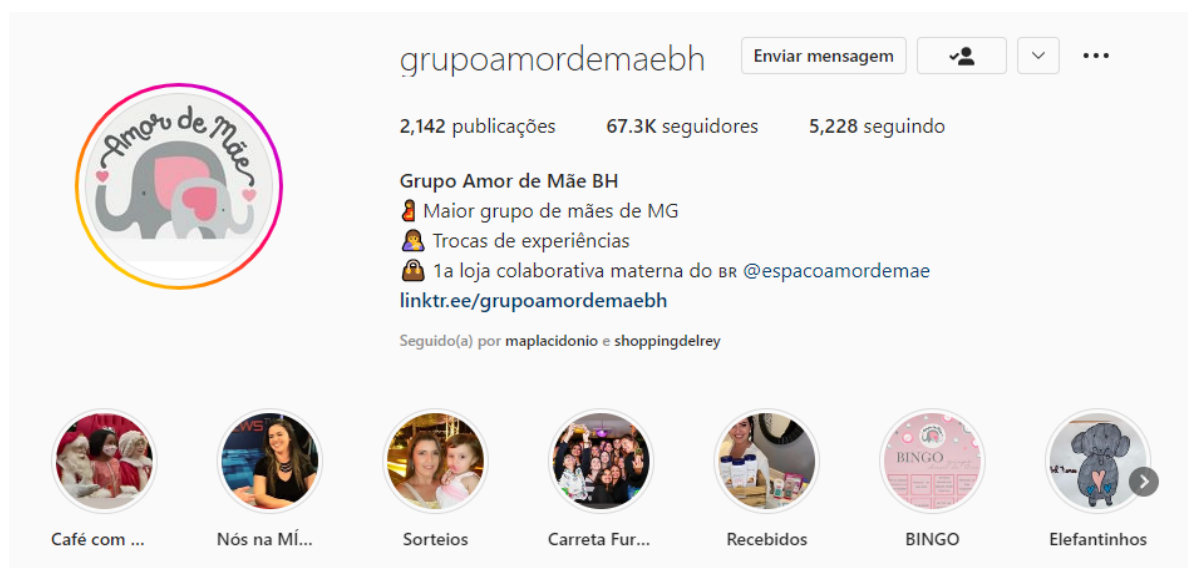 grupoamordemaebh Enviar mensagem
2,142 publicações 67.3K seguidores 5,228 seguindo
Amor de Mãe
Grupo Amor de Mãe BH
Maior grupo de mães de MG
Trocas de experiências
1a loja colaborativa materna do BR @espacoamordemae
linktr.ee/grupoamordemaebh
Seguido(a) por maplacidonio e shoppingdelrey
EWS
BINGO
Café com ... Nós na MÍ... Sorteios Carreta Fur... Recebidos BINGO Elefantinhos